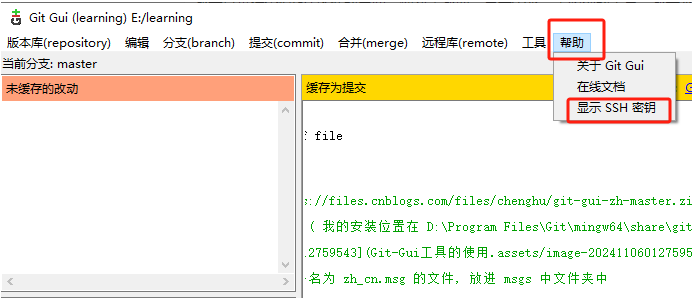 Git Gui (learning) E:/learning
版本库(repository) 编辑 分支(branch) 提交(commit) 合并(merge) 远程库(remote) 工具 帮助
当前分支: master
关于 Git Gui
在线文档
显示 SSH 密钥
未缓存的改动
缓存为提交
file
s://files.cnblogs.com/files/chenghu/git-gui-zh-master.zi
( 我的安装位置在 D:\Program Files\Git\mingw64\share\git
12759543](Git-Gui工具的使用.assets/image-20241106012759
名为 zh_cn.msg 的文件, 放进 msgs 中文件夹中